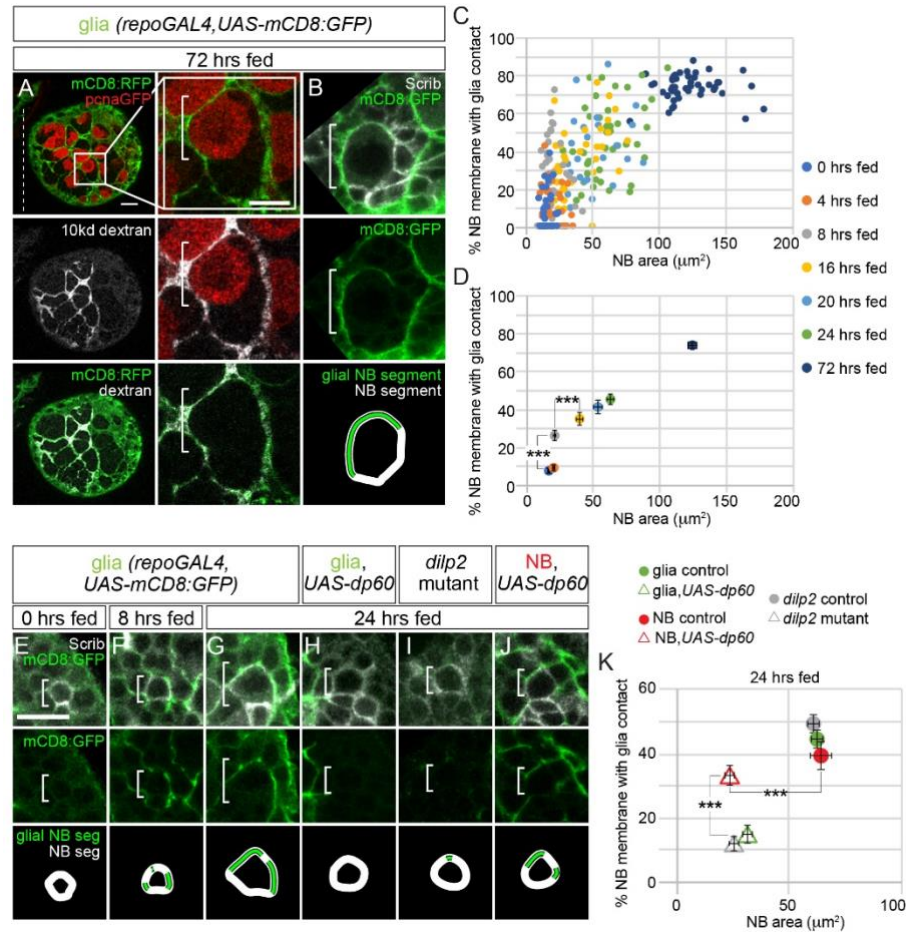 glia (repoGAL4,UAS-mCD8:GFP)
72 hrs fed
A
mCD8:RFP
pcnaGFP
B
Scrib
mCD8:GFP
10kd dextran
mCD8:GFP
mCD8:RFP
dextran
glial NB segment
NB segment
C
% NB membrane with glia contact
100
80
60
40
20
0
0 50 100 150 200
NB area (μm²)
0 hrs fed
4 hrs fed
8 hrs fed
16 hrs fed
20 hrs fed
24 hrs fed
72 hrs fed
D
% NB membrane with glia contact
100
80
60
40
20
0
***
***
0 50 100 150 200
NB area (μm²)
glia (repoGAL4,
UAS-mCD8:GFP)
glia,
UAS-dp60
dilp2
mutant
NB,
UAS-dp60
0 hrs fed
8 hrs fed
24 hrs fed
E
Scrib
mCD8:GFP
F
G
H
I
J
mCD8:GFP
glial NB seg
NB seg
glia control
glia,UAS-dp60
NB control
NB,UAS-dp60
dilp2 control
dilp2 mutant
K
24 hrs fed
% NB membrane with glia contact
60
40
20
0
***
***
0 50 100
NB area (μm²)